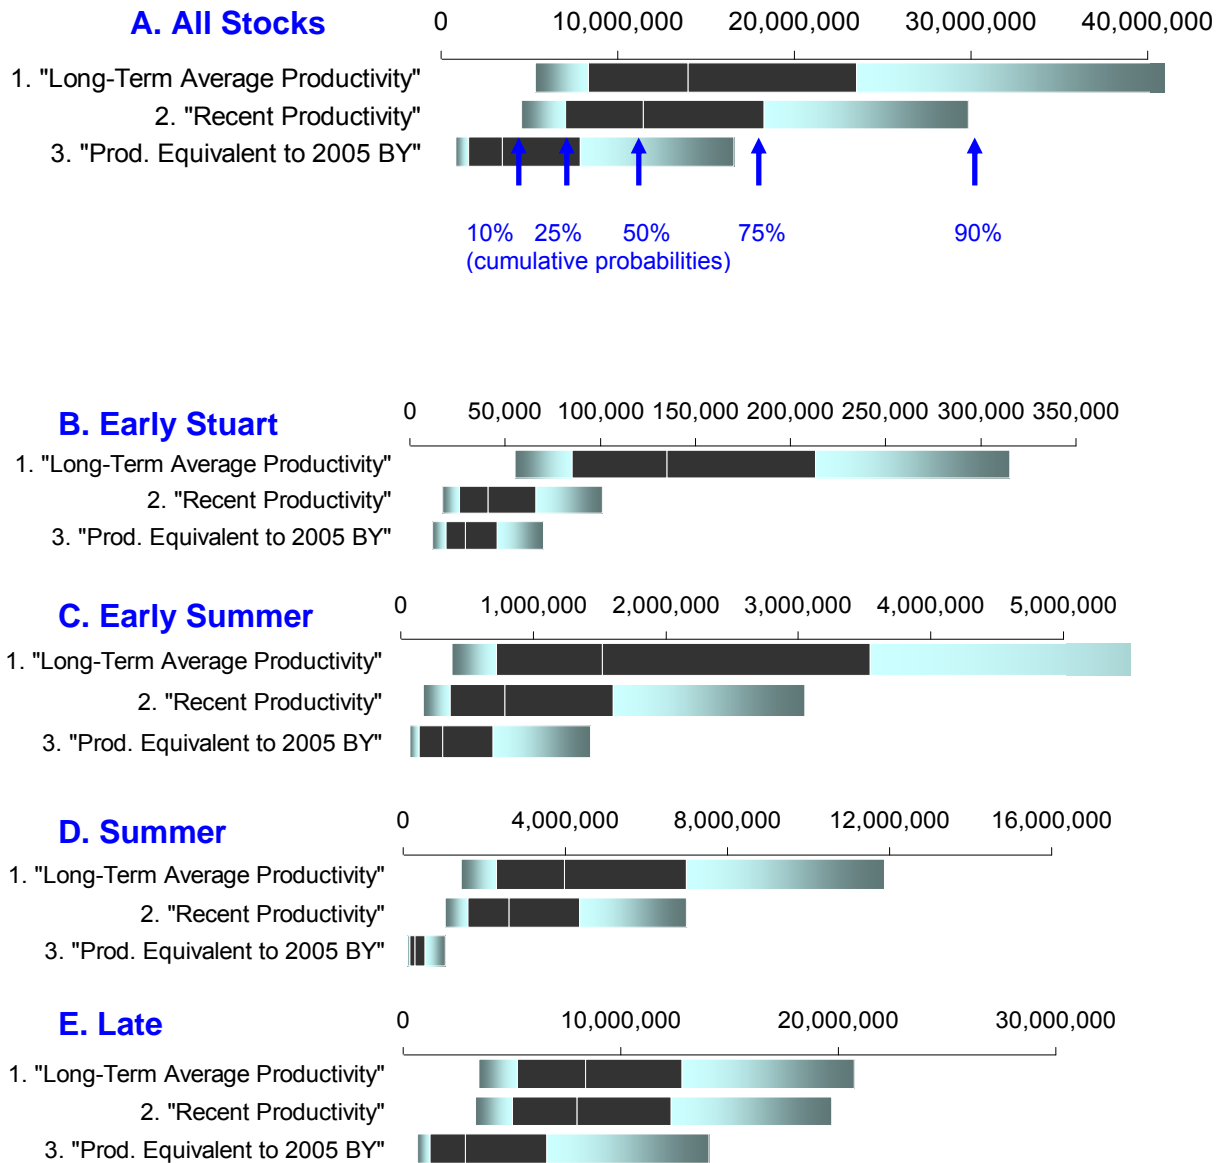 A. All Stocks
0 10,000,000 20,000,000 30,000,000 40,000,000
1. "Long-Term Average Productivity"
2. "Recent Productivity"
3. "Prod. Equivalent to 2005 BY"
10% 25% 50% 75% 90%
(cumulative probabilities)
B. Early Stuart
0 50,000 100,000 150,000 200,000 250,000 300,000 350,000
1. "Long-Term Average Productivity"
2. "Recent Productivity"
3. "Prod. Equivalent to 2005 BY"
C. Early Summer
0 1,000,000 2,000,000 3,000,000 4,000,000 5,000,000
1. "Long-Term Average Productivity"
2. "Recent Productivity"
3. "Prod. Equivalent to 2005 BY"
D. Summer
0 4,000,000 8,000,000 12,000,000 16,000,000
1. "Long-Term Average Productivity"
2. "Recent Productivity"
3. "Prod. Equivalent to 2005 BY"
E. Late
0 10,000,000 20,000,000 30,000,000
1. "Long-Term Average Productivity"
2. "Recent Productivity"
3. "Prod. Equivalent to 2005 BY"